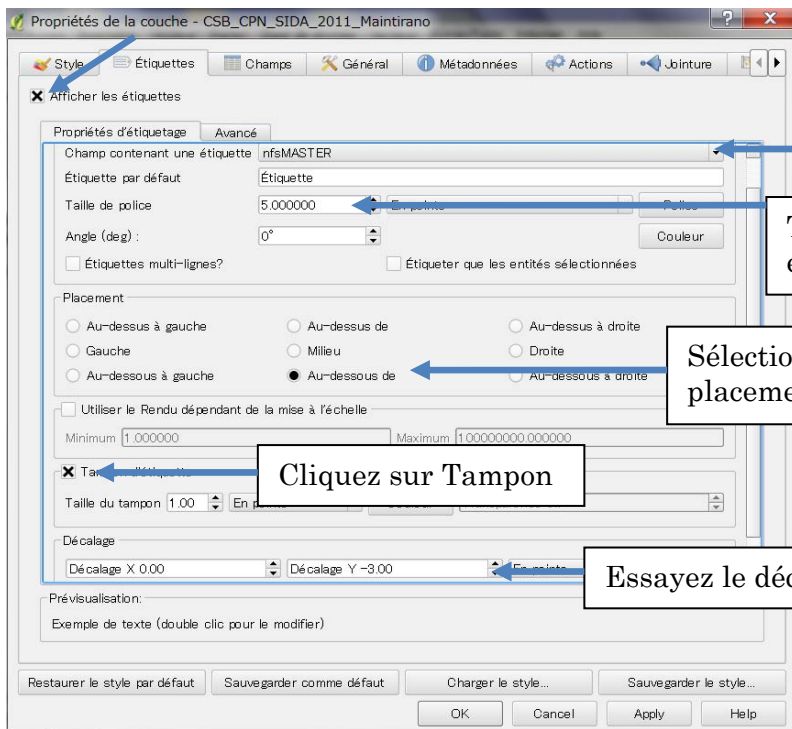 Propriétés de la couche - CSB_CPN_SIDA_2011_Maintirano
Style Étiquettes Champs Général Métadonnées Actions Jointure
Afficher les étiquettes
Propriétés d'étiquetage Avancé
Champ contenant une étiquette nfsMASTER
Étiquette par défaut Étiquette
Taille de police 5.000000
Angle (deg) : 0° Couleur
Étiquettes multi-lignes? Étiqueter que les entités sélectionnées
Placement
Au-dessus à gauche Au-dessus de Au-dessus à droite
Gauche Milieu Droite
Sélectio
placeme
Au-dessous à gauche Au-dessous de Au-dessous à droite
Utiliser le Rendu dépendant de la mise à l'échelle
Minimum 1.000000 Maximum 100000000.000000
Cliquez sur Tampon
Taille du tampon 1.00
Décalage
Décalage X 0.00 Décalage Y -3.00
Essayez le déc
Prévisualisation:
Exemple de texte (double clic pour le modifier)
Restaurer le style par défaut Sauvegarder comme défaut Charger le style... Sauvegarder le style...
OK Cancel Apply Help